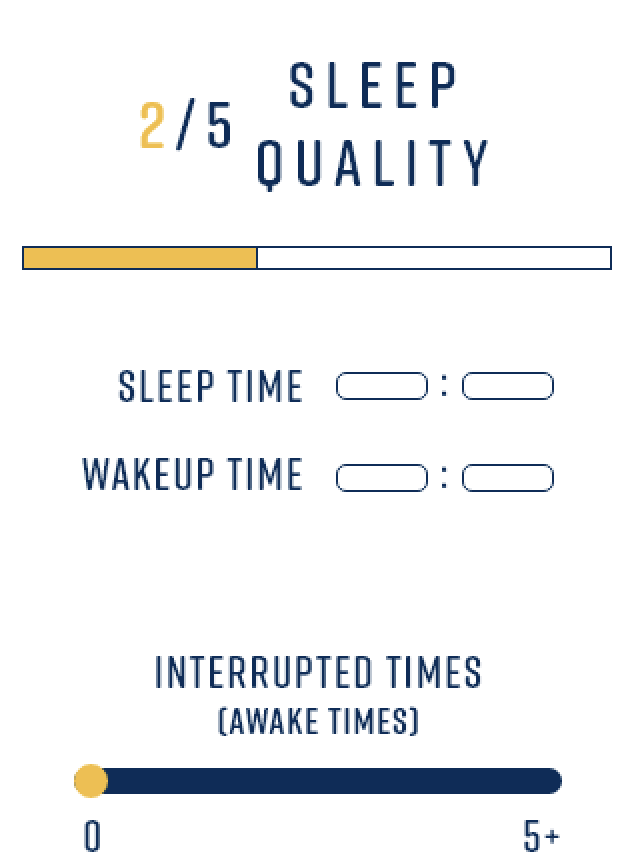 2/5 SLEEP
QUALITY
SLEEP TIME :
WAKEUP TIME :
INTERRUPTED TIMES
(AWAKE TIMES)
0 5+